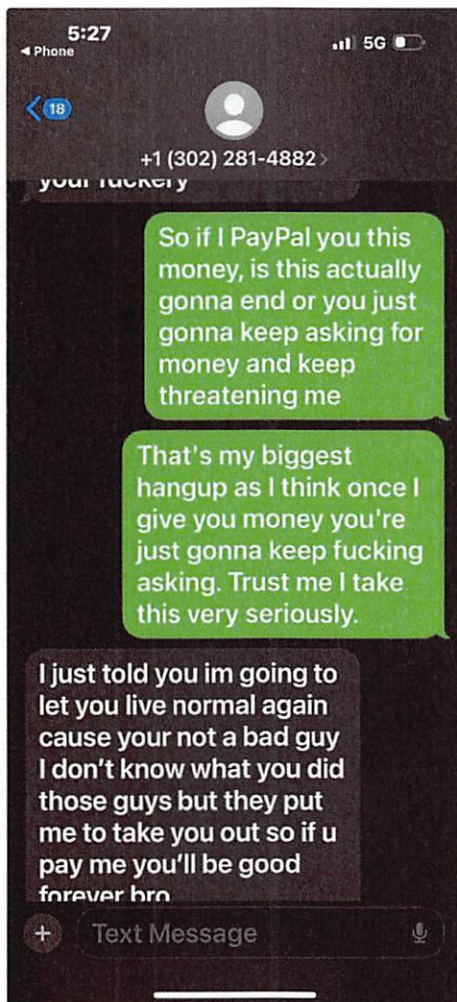 5:27
◀ Phone
5G
18
+1 (302) 281-4882 >
your fuckery
So if I PayPal you this
money, is this actually
gonna end or you just
gonna keep asking for
money and keep
threatening me
That's my biggest
hangup as I think once I
give you money you're
just gonna keep fucking
asking. Trust me I take
this very seriously.
I just told you im going to
let you live normal again
cause your not a bad guy
I don't know what you did
those guys but they put
me to take you out so if u
pay me you'll be good
forever bro
+ Text Message